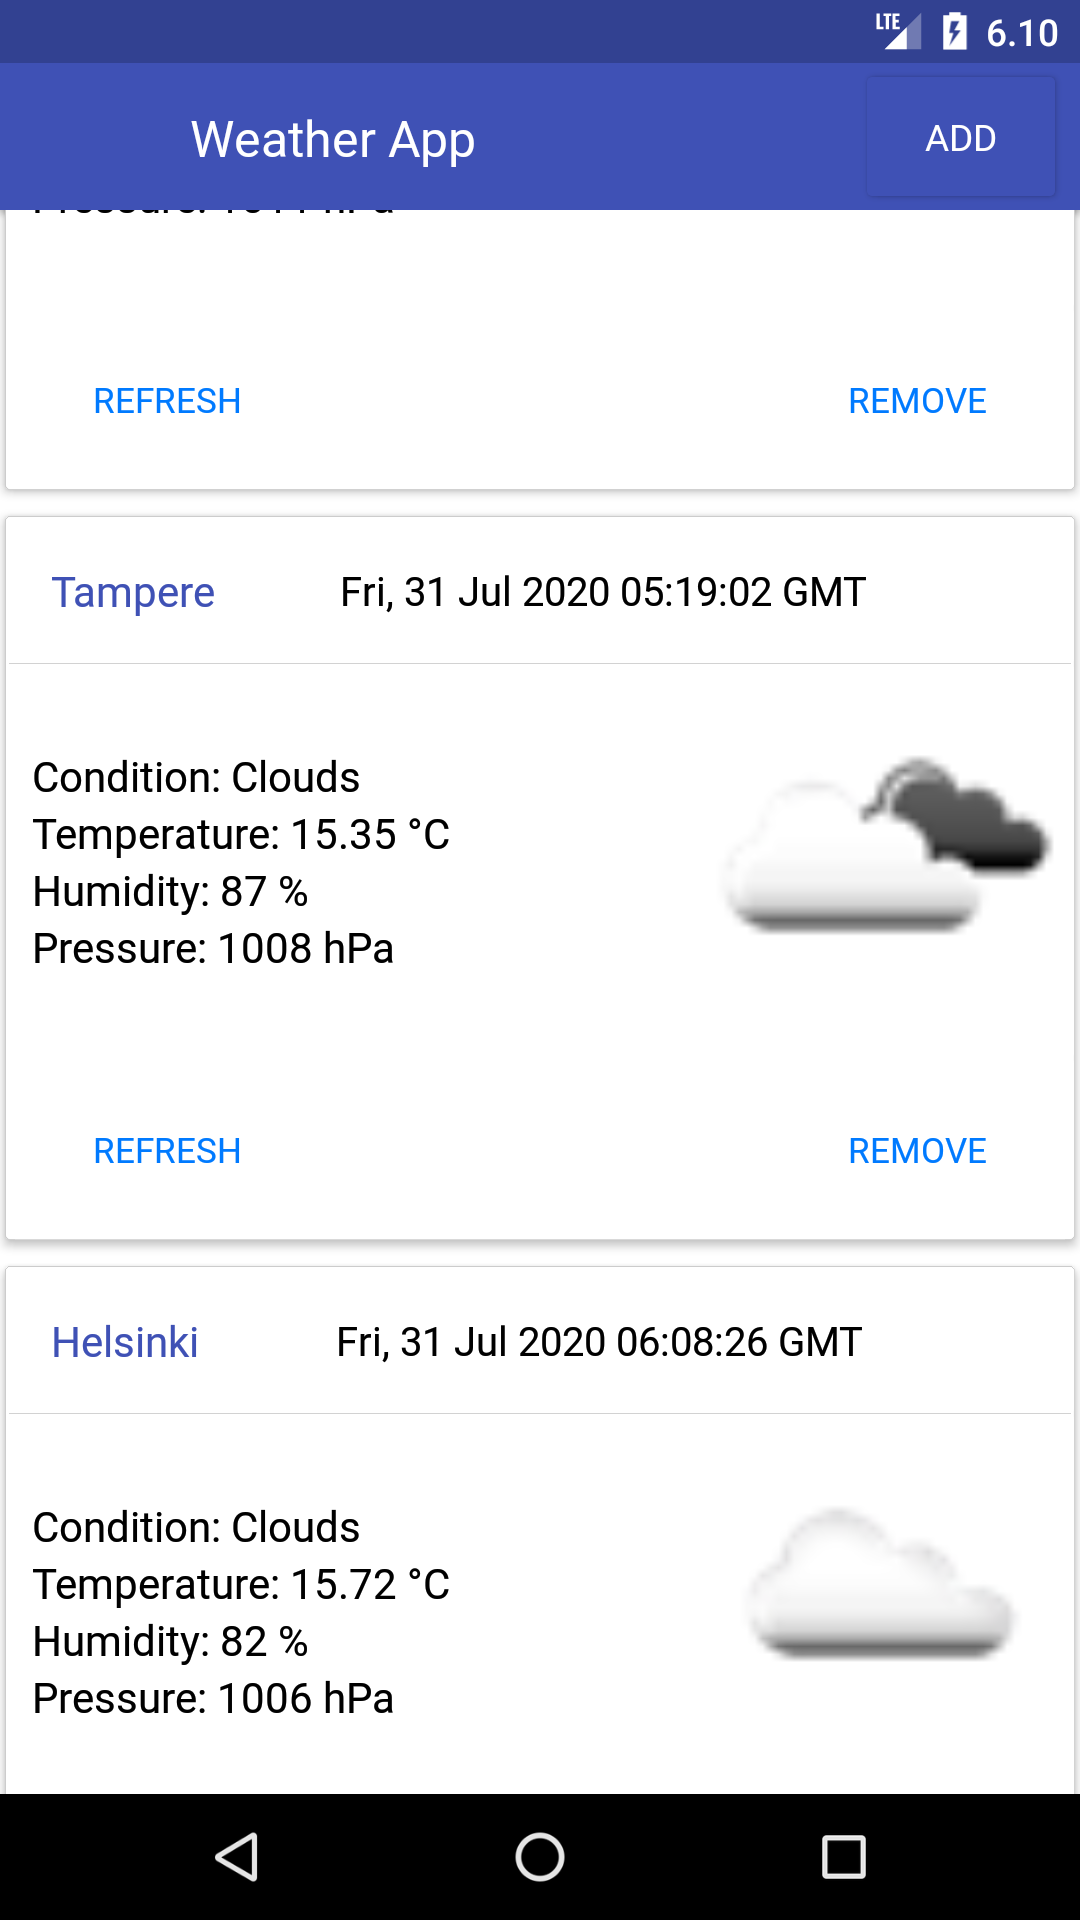 LTE 6.10
Weather App ADD
REFRESH REMOVE
Tampere Fri, 31 Jul 2020 05:19:02 GMT
Condition: Clouds
Temperature: 15.35 °C
Humidity: 87 %
Pressure: 1008 hPa
REFRESH REMOVE
Helsinki Fri, 31 Jul 2020 06:08:26 GMT
Condition: Clouds
Temperature: 15.72 °C
Humidity: 82 %
Pressure: 1006 hPa